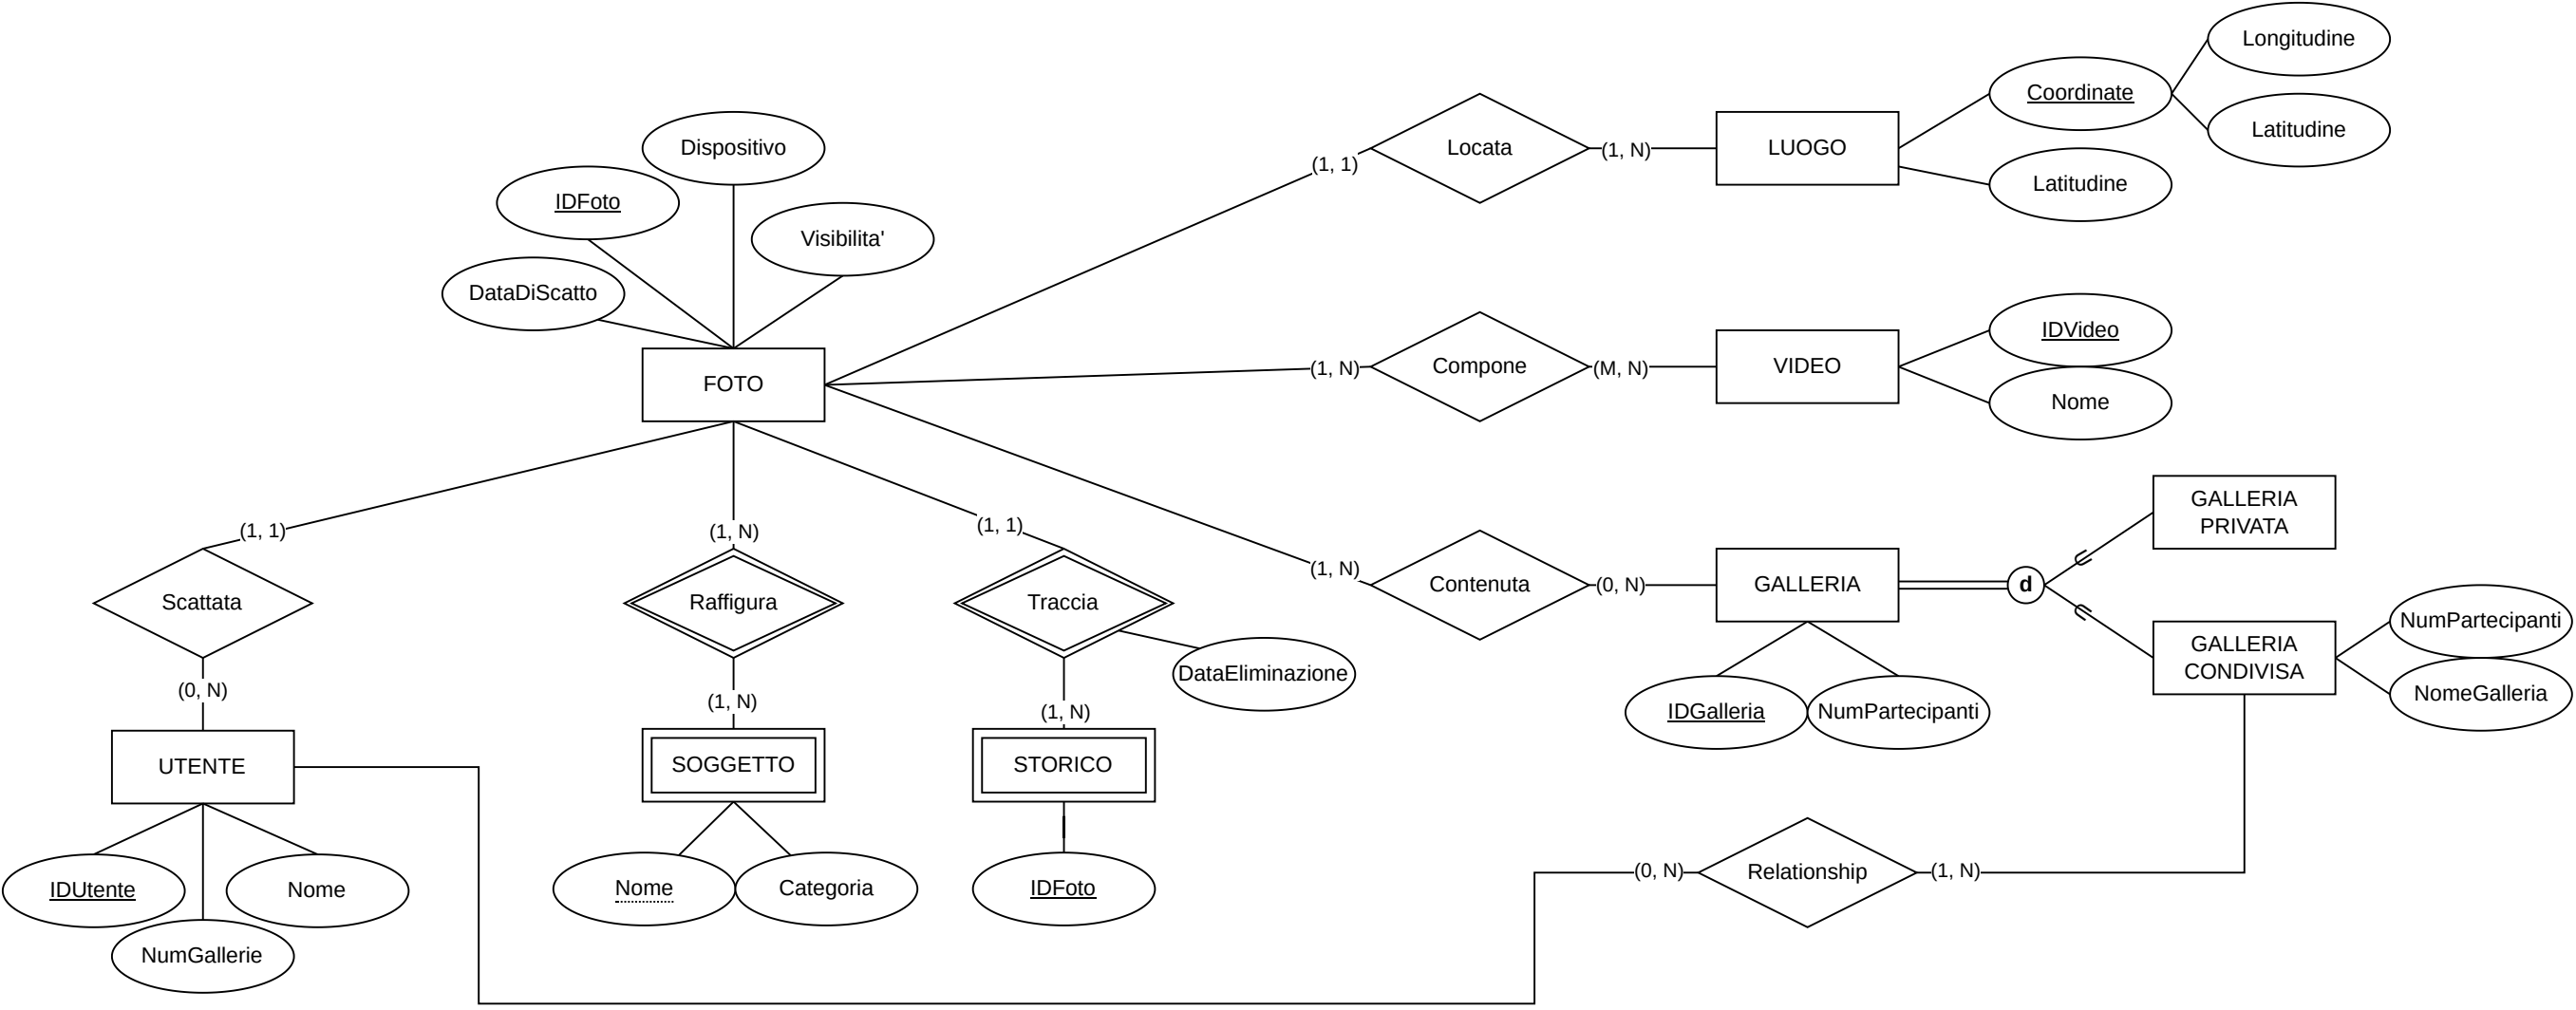 Longitudine
Coordinate
Latitudine
Dispositivo
Locata
(1, N)
LUOGO
(1, 1)
Latitudine
IDFoto
Visibilita'
DataDiScatto
IDVideo
FOTO
(1, N)
Compone
(M, N)
VIDEO
Nome
GALLERIA
PRIVATA
(1, 1)
(1, N)
(1, 1)
(1, N)
Contenuta
(0, N)
GALLERIA
d
Scattata
Raffigura
Traccia
NumPartecipanti
GALLERIA
CONDIVISA
DataEliminazione
NomeGalleria
(0, N)
(1, N)
(1, N)
IDGalleria
NumPartecipanti
UTENTE
SOGGETTO
STORICO
IDUtente
Nome
Nome
Categoria
IDFoto
(0, N)
Relationship
(1, N)
NumGallerie